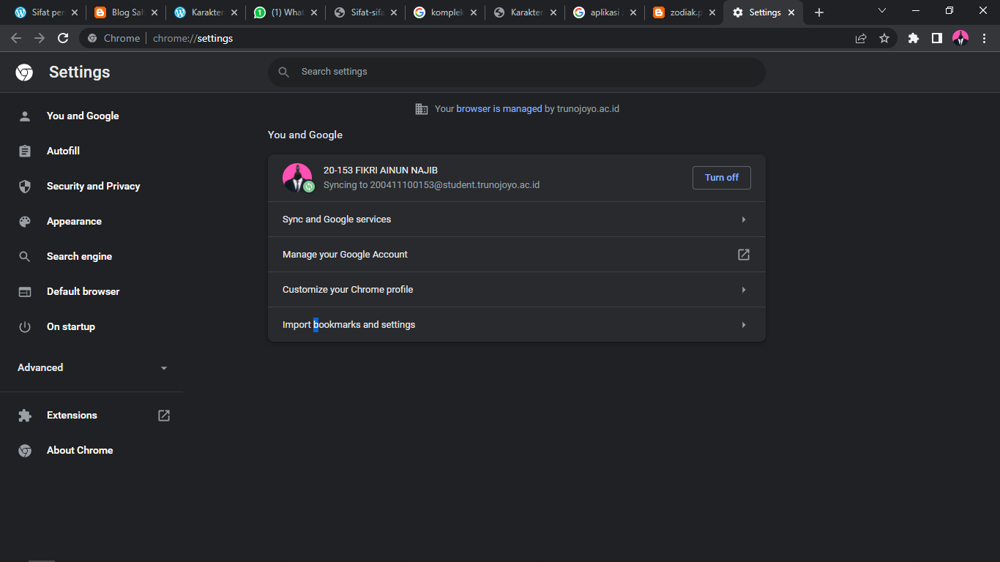 Sifat per
Blog Sah
Karakter
(1) What
Sifat-sifa
komplek
Karakter
aplikasi z
zodiak.p
Settings
Chrome
chrome://settings
Settings
Search settings
Your browser is managed by trunojoyo.ac.id
You and Google
Autofill
Security and Privacy
Appearance
Search engine
Default browser
On startup
Advanced
Extensions
About Chrome
You and Google
20-153 FIKRI AINUN NAJIB
Syncing to 200411100153@student.trunojoyo.ac.id
Turn off
Sync and Google services
Manage your Google Account
Customize your Chrome profile
Import bookmarks and settings